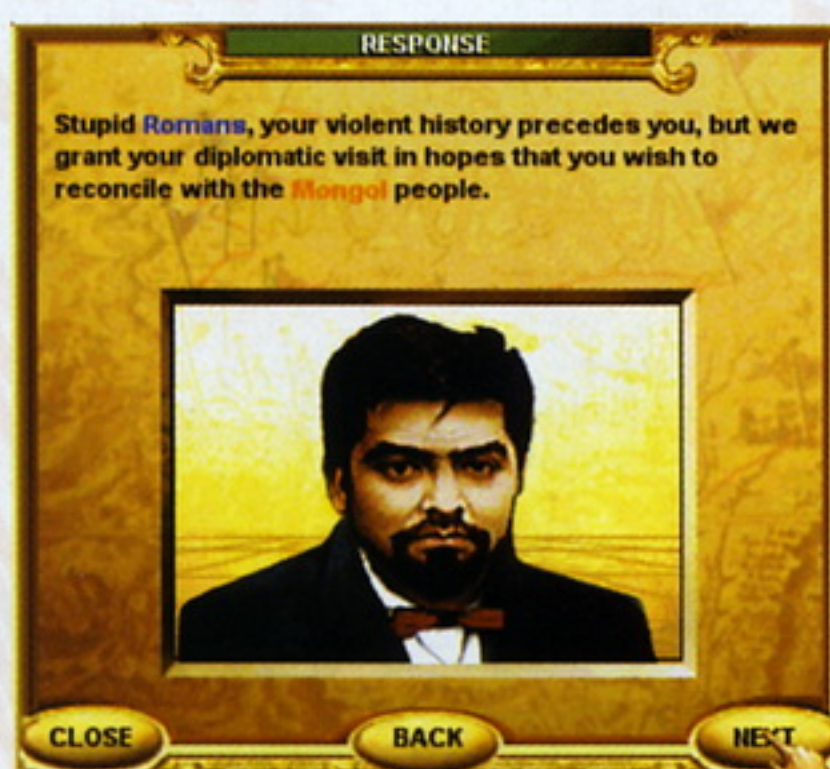 RESPONSE
Stupid Romans, your violent history precedes you, but we
grant your diplomatic visit in hopes that you wish to
reconcile with the Mongol people.
CLOSE
BACK
NEXT